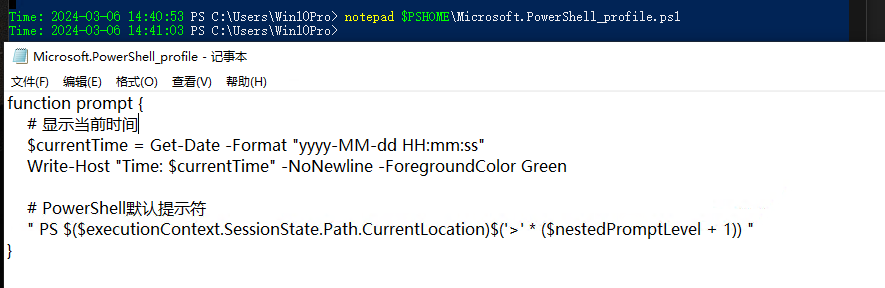 Time: 2024-03-06 14:40:53 PS C:\Users\Win10Pro> notepad $PSHOME\Microsoft.PowerShell_profile.ps1
Time: 2024-03-06 14:41:03 PS C:\Users\Win10Pro>
Microsoft.PowerShell_profile - 记事本
文件(F) 编辑(E) 格式(O) 查看(V) 帮助(H)
function prompt {
    # 显示当前时间
    $currentTime = Get-Date -Format "yyyy-MM-dd HH:mm:ss"
    Write-Host "Time: $currentTime" -NoNewline -ForegroundColor Green
    # PowerShell默认提示符
    " PS $($executionContext.SessionState.Path.CurrentLocation)$('>' * ($nestedPromptLevel + 1)) "
}